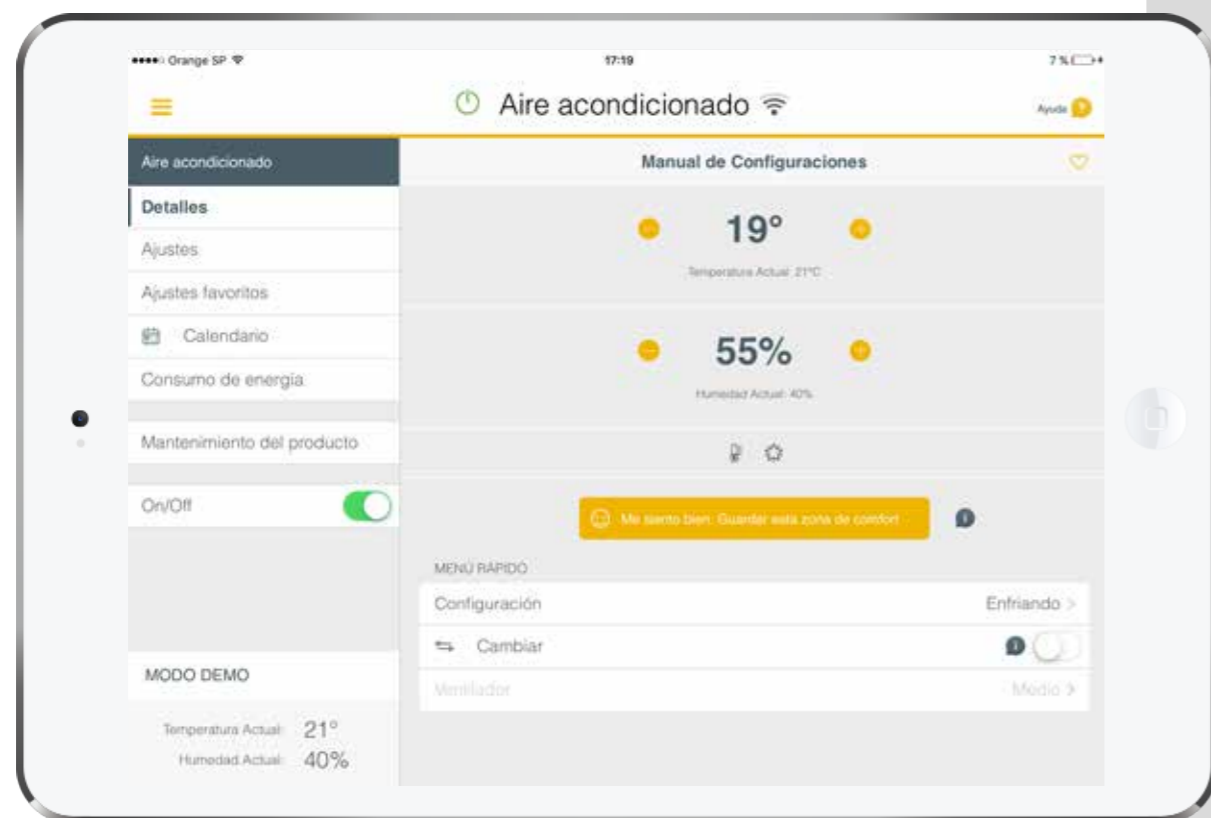 Orange SP
17:19
7 %
Aire acondicionado
Ayuda ?
Aire acondicionado
Manual de Configuraciones
Detalles
Ajustes
Ajustes favoritos
Calendario
Consumo de energía
Mantenimiento del producto
On/Off
19°
Temperatura Actual: 21°C
55%
Humedad Actual: 40%
Me siento bien. Guardar esta zona de comfort
MENÚ RÁPIDO
Configuración
Enfriando >
Cambiar
Ventilador
Medio >
MODO DEMO
Temperatura Actual: 21°
Humedad Actual: 40%